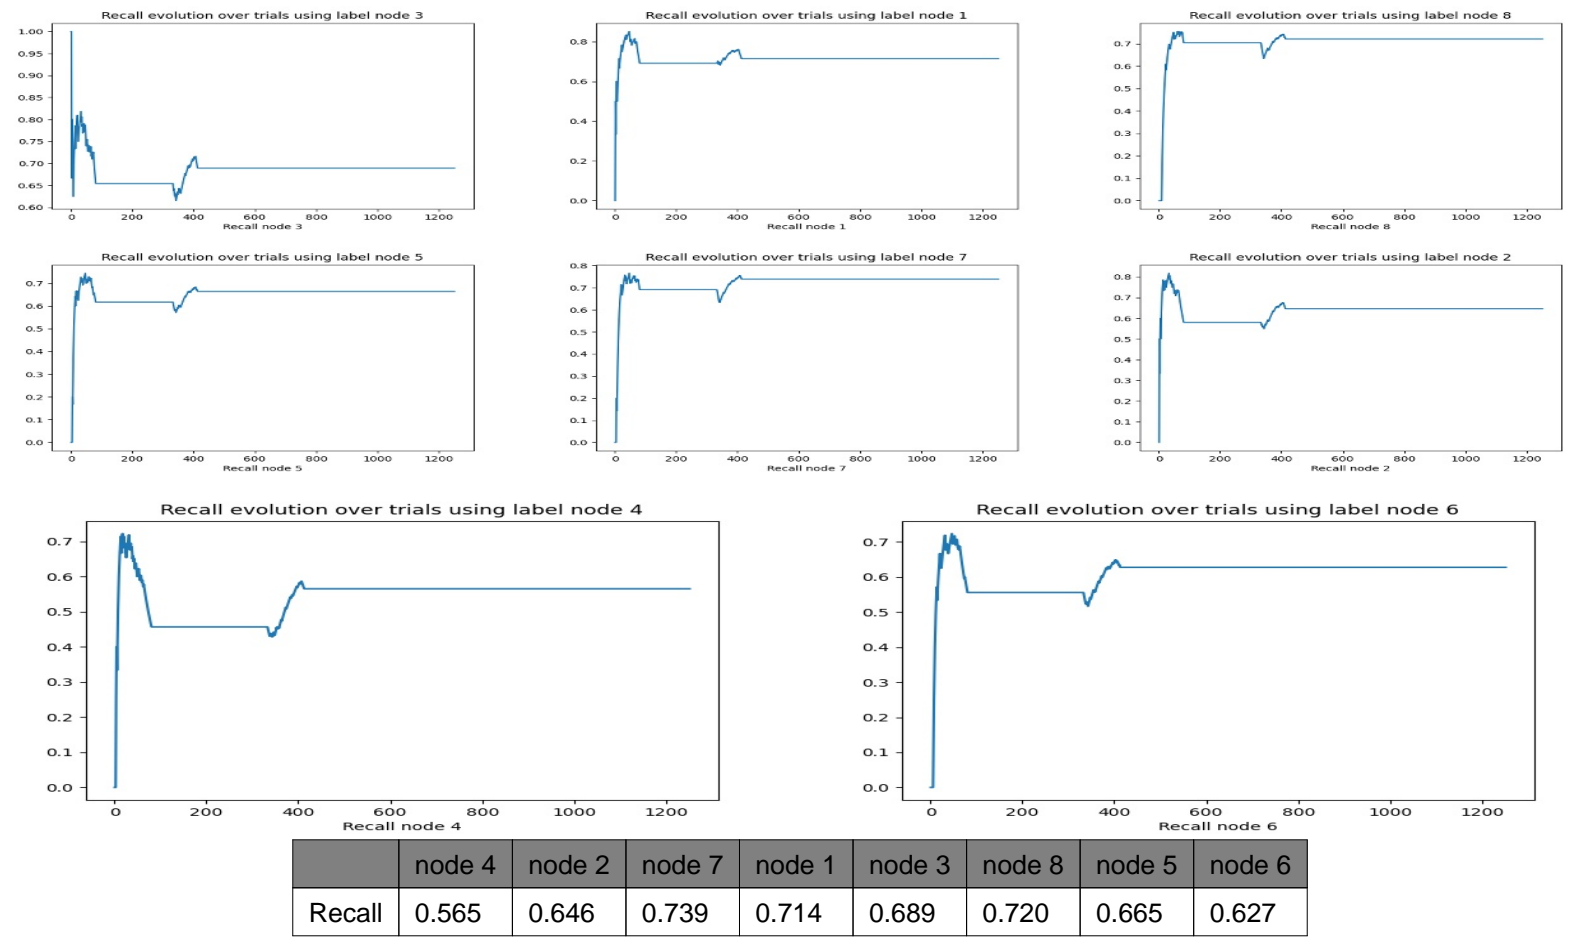 Recall evolution over trials using label node 3
1.00
0.95
0.90
0.85
0.80
0.75
0.70
0.65
0.60
0 200 400 600 800 1000 1200
Recall node 3
Recall evolution over trials using label node 1
0.8
0.6
0.4
0.2
0.0
0 200 400 600 800 1000 1200
Recall node 1
Recall evolution over trials using label node 8
0.7
0.6
0.5
0.4
0.3
0.2
0.1
0.0
0 200 400 600 800 1000 1200
Recall node 8
Recall evolution over trials using label node 5
0.7
0.6
0.5
0.4
0.3
0.2
0.1
0.0
0 200 400 600 800 1000 1200
Recall node 5
Recall evolution over trials using label node 7
0.8
0.7
0.6
0.5
0.4
0.3
0.2
0.1
0.0
0 200 400 600 800 1000 1200
Recall node 7
Recall evolution over trials using label node 2
0.8
0.7
0.6
0.5
0.4
0.3
0.2
0.1
0.0
0 200 400 600 800 1000 1200
Recall node 2
Recall evolution over trials using label node 4
0.7
0.6
0.5
0.4
0.3
0.2
0.1
0.0
0 200 400 600 800 1000 1200
Recall node 4
Recall evolution over trials using label node 6
0.7
0.6
0.5
0.4
0.3
0.2
0.1
0.0
0 200 400 600 800 1000 1200
Recall node 6
node 4 node 2 node 7 node 1 node 3 node 8 node 5 node 6
Recall 0.565 0.646 0.739 0.714 0.689 0.720 0.665 0.627